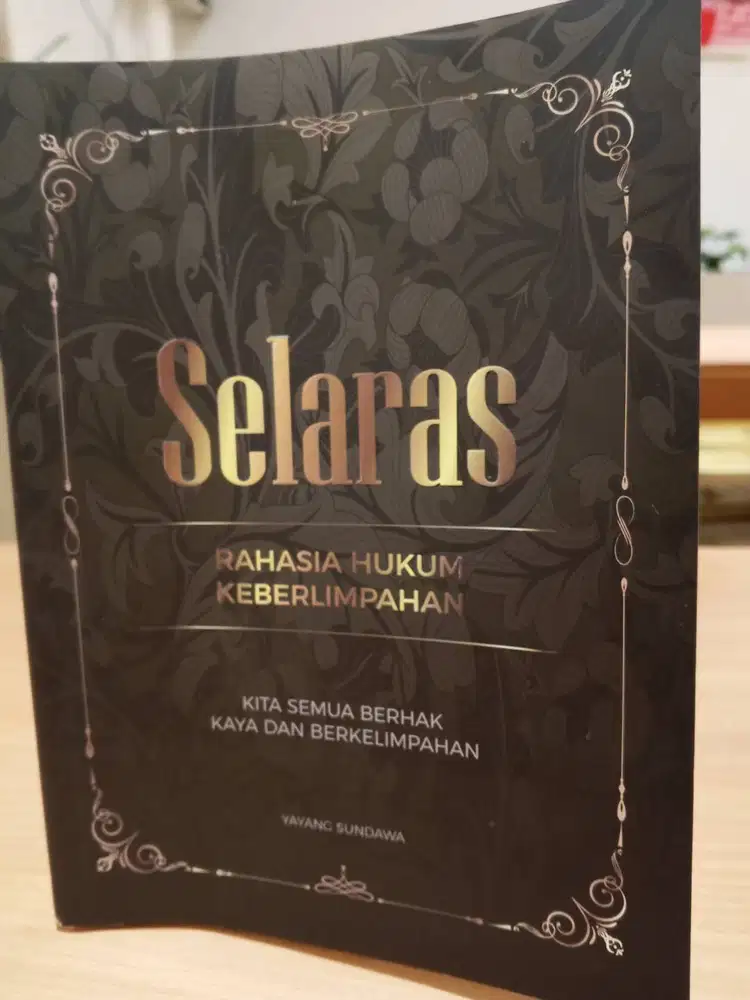 Selaras
RAHASIA HUKUM
KEBERLIMPAHAN
KITA SEMUA BERHAK
KAYA DAN BERKELIMPAHAN
YAYANG SUNDAWA